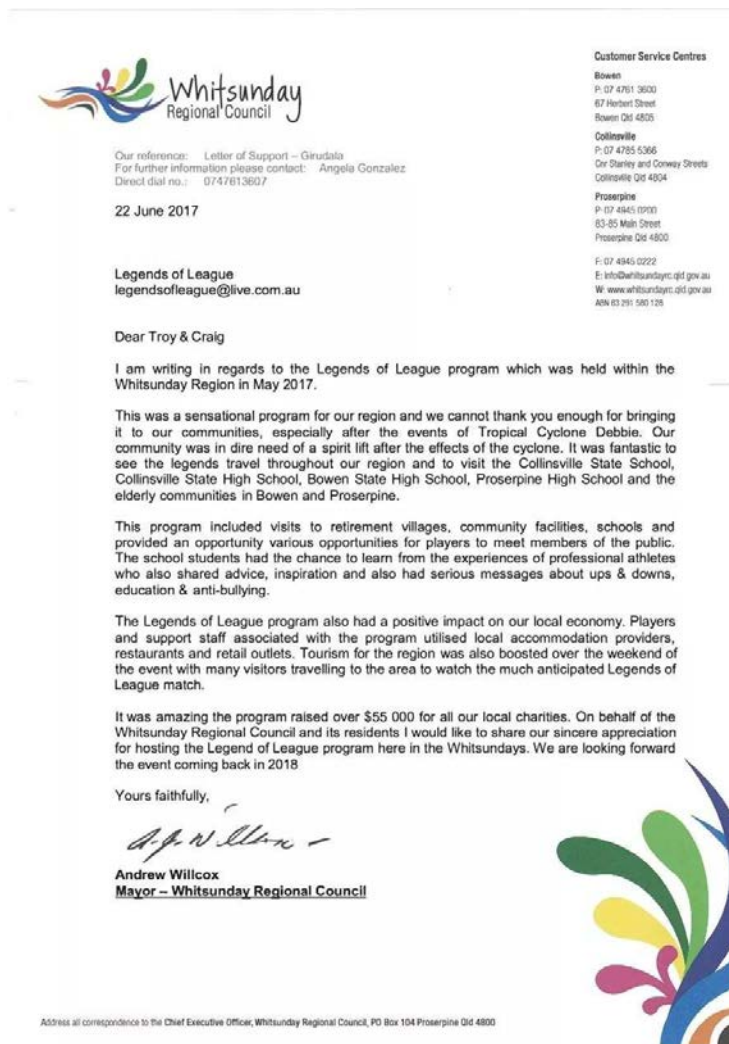 Whitsunday
Regional Council
Customer Service Centres
Bowen
P: 07 4761 3600
67 Herbert Street
Bowen Qld 4805
Collinsville
P: 07 4785 5366
Cnr Stanley and Conway Streets
Collinsville Qld 4804
Proserpine
P: 07 4945 0200
83-85 Main Street
Proserpine Qld 4800
F: 07 4945 0222
E: info@whitsundayrc.qld.gov.au
W: www.whitsundayrc.qld.gov.au
ABN 63 291 580 128
Our reference: Letter of Support – Girudala
For further information please contact: Angela Gonzalez
Direct dial no.: 0747613607
22 June 2017
Legends of League
legendsofleague@live.com.au
Dear Troy & Craig
I am writing in regards to the Legends of League program which was held within the
Whitsunday Region in May 2017.
This was a sensational program for our region and we cannot thank you enough for bringing
it to our communities, especially after the events of Tropical Cyclone Debbie. Our
community was in dire need of a spirit lift after the effects of the cyclone. It was fantastic to
see the legends travel throughout our region and to visit the Collinsville State School,
Collinsville State High School, Bowen State High School, Proserpine High School and the
elderly communities in Bowen and Proserpine.
This program included visits to retirement villages, community facilities, schools and
provided an opportunity various opportunities for players to meet members of the public.
The school students had the chance to learn from the experiences of professional athletes
who also shared advice, inspiration and also had serious messages about ups & downs,
education & anti-bullying.
The Legends of League program also had a positive impact on our local economy. Players
and support staff associated with the program utilised local accommodation providers,
restaurants and retail outlets. Tourism for the region was also boosted over the weekend of
the event with many visitors travelling to the area to watch the much anticipated Legends of
League match.
It was amazing the program raised over $55 000 for all our local charities. On behalf of the
Whitsunday Regional Council and its residents I would like to share our sincere appreciation
for hosting the Legend of League program here in the Whitsundays. We are looking forward
the event coming back in 2018
Yours faithfully,
Andrew Willcox
Mayor – Whitsunday Regional Council
Address all correspondence to the Chief Executive Officer, Whitsunday Regional Council, PO Box 104 Proserpine Qld 4800